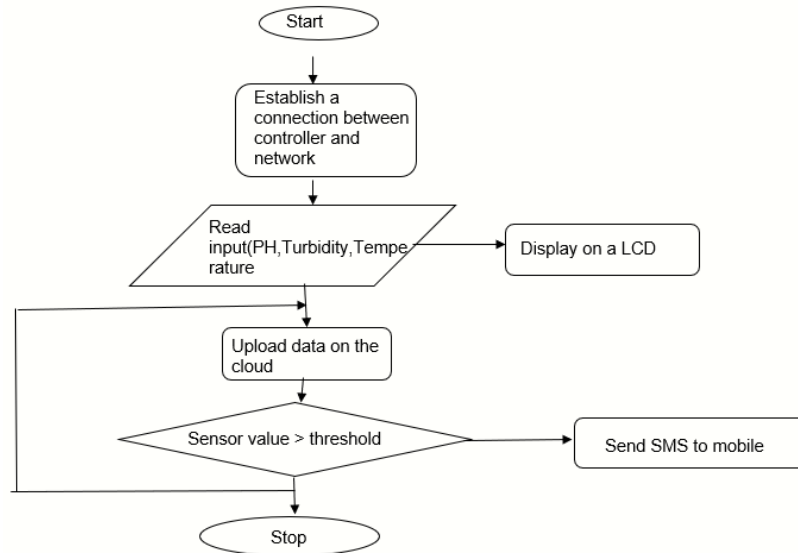 Start
Establish a
connection between
controller and
network
Read
input(PH,Turbidity,Tempe
rature
Display on a LCD
Upload data on the
cloud
Sensor value > threshold
Send SMS to mobile
Stop